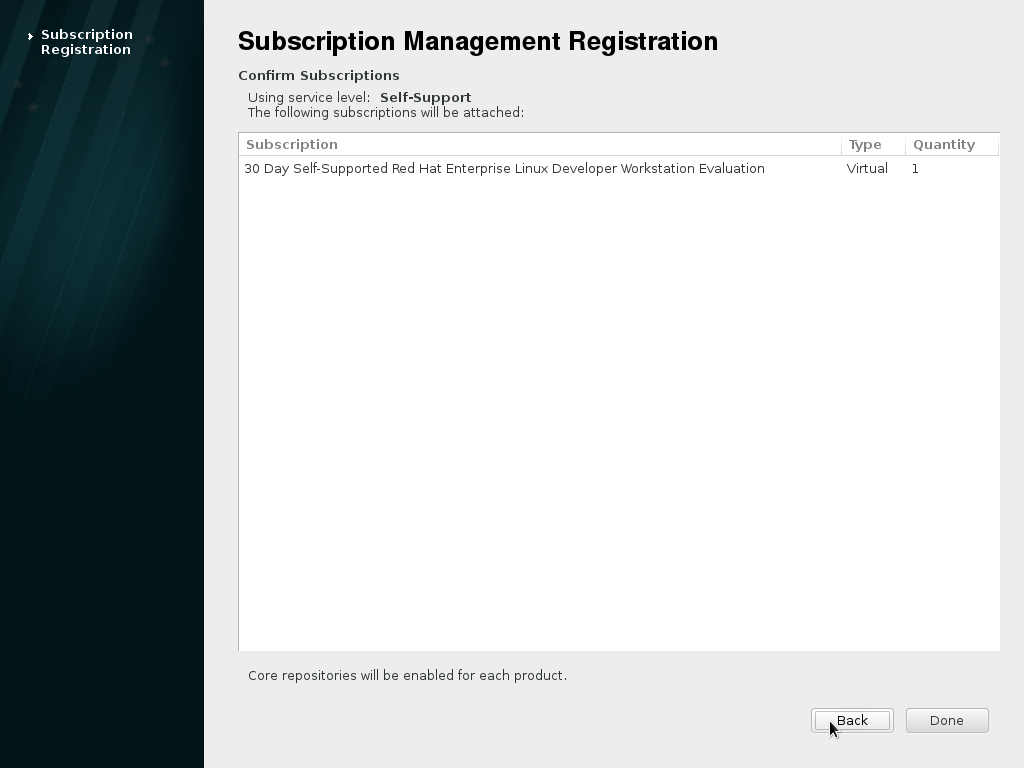 Subscription
Registration
Subscription Management Registration
Confirm Subscriptions
Using service level: Self-Support
The following subscriptions will be attached:
Subscription Type Quantity
30 Day Self-Supported Red Hat Enterprise Linux Developer Workstation Evaluation Virtual 1
Core repositories will be enabled for each product.
Back Done